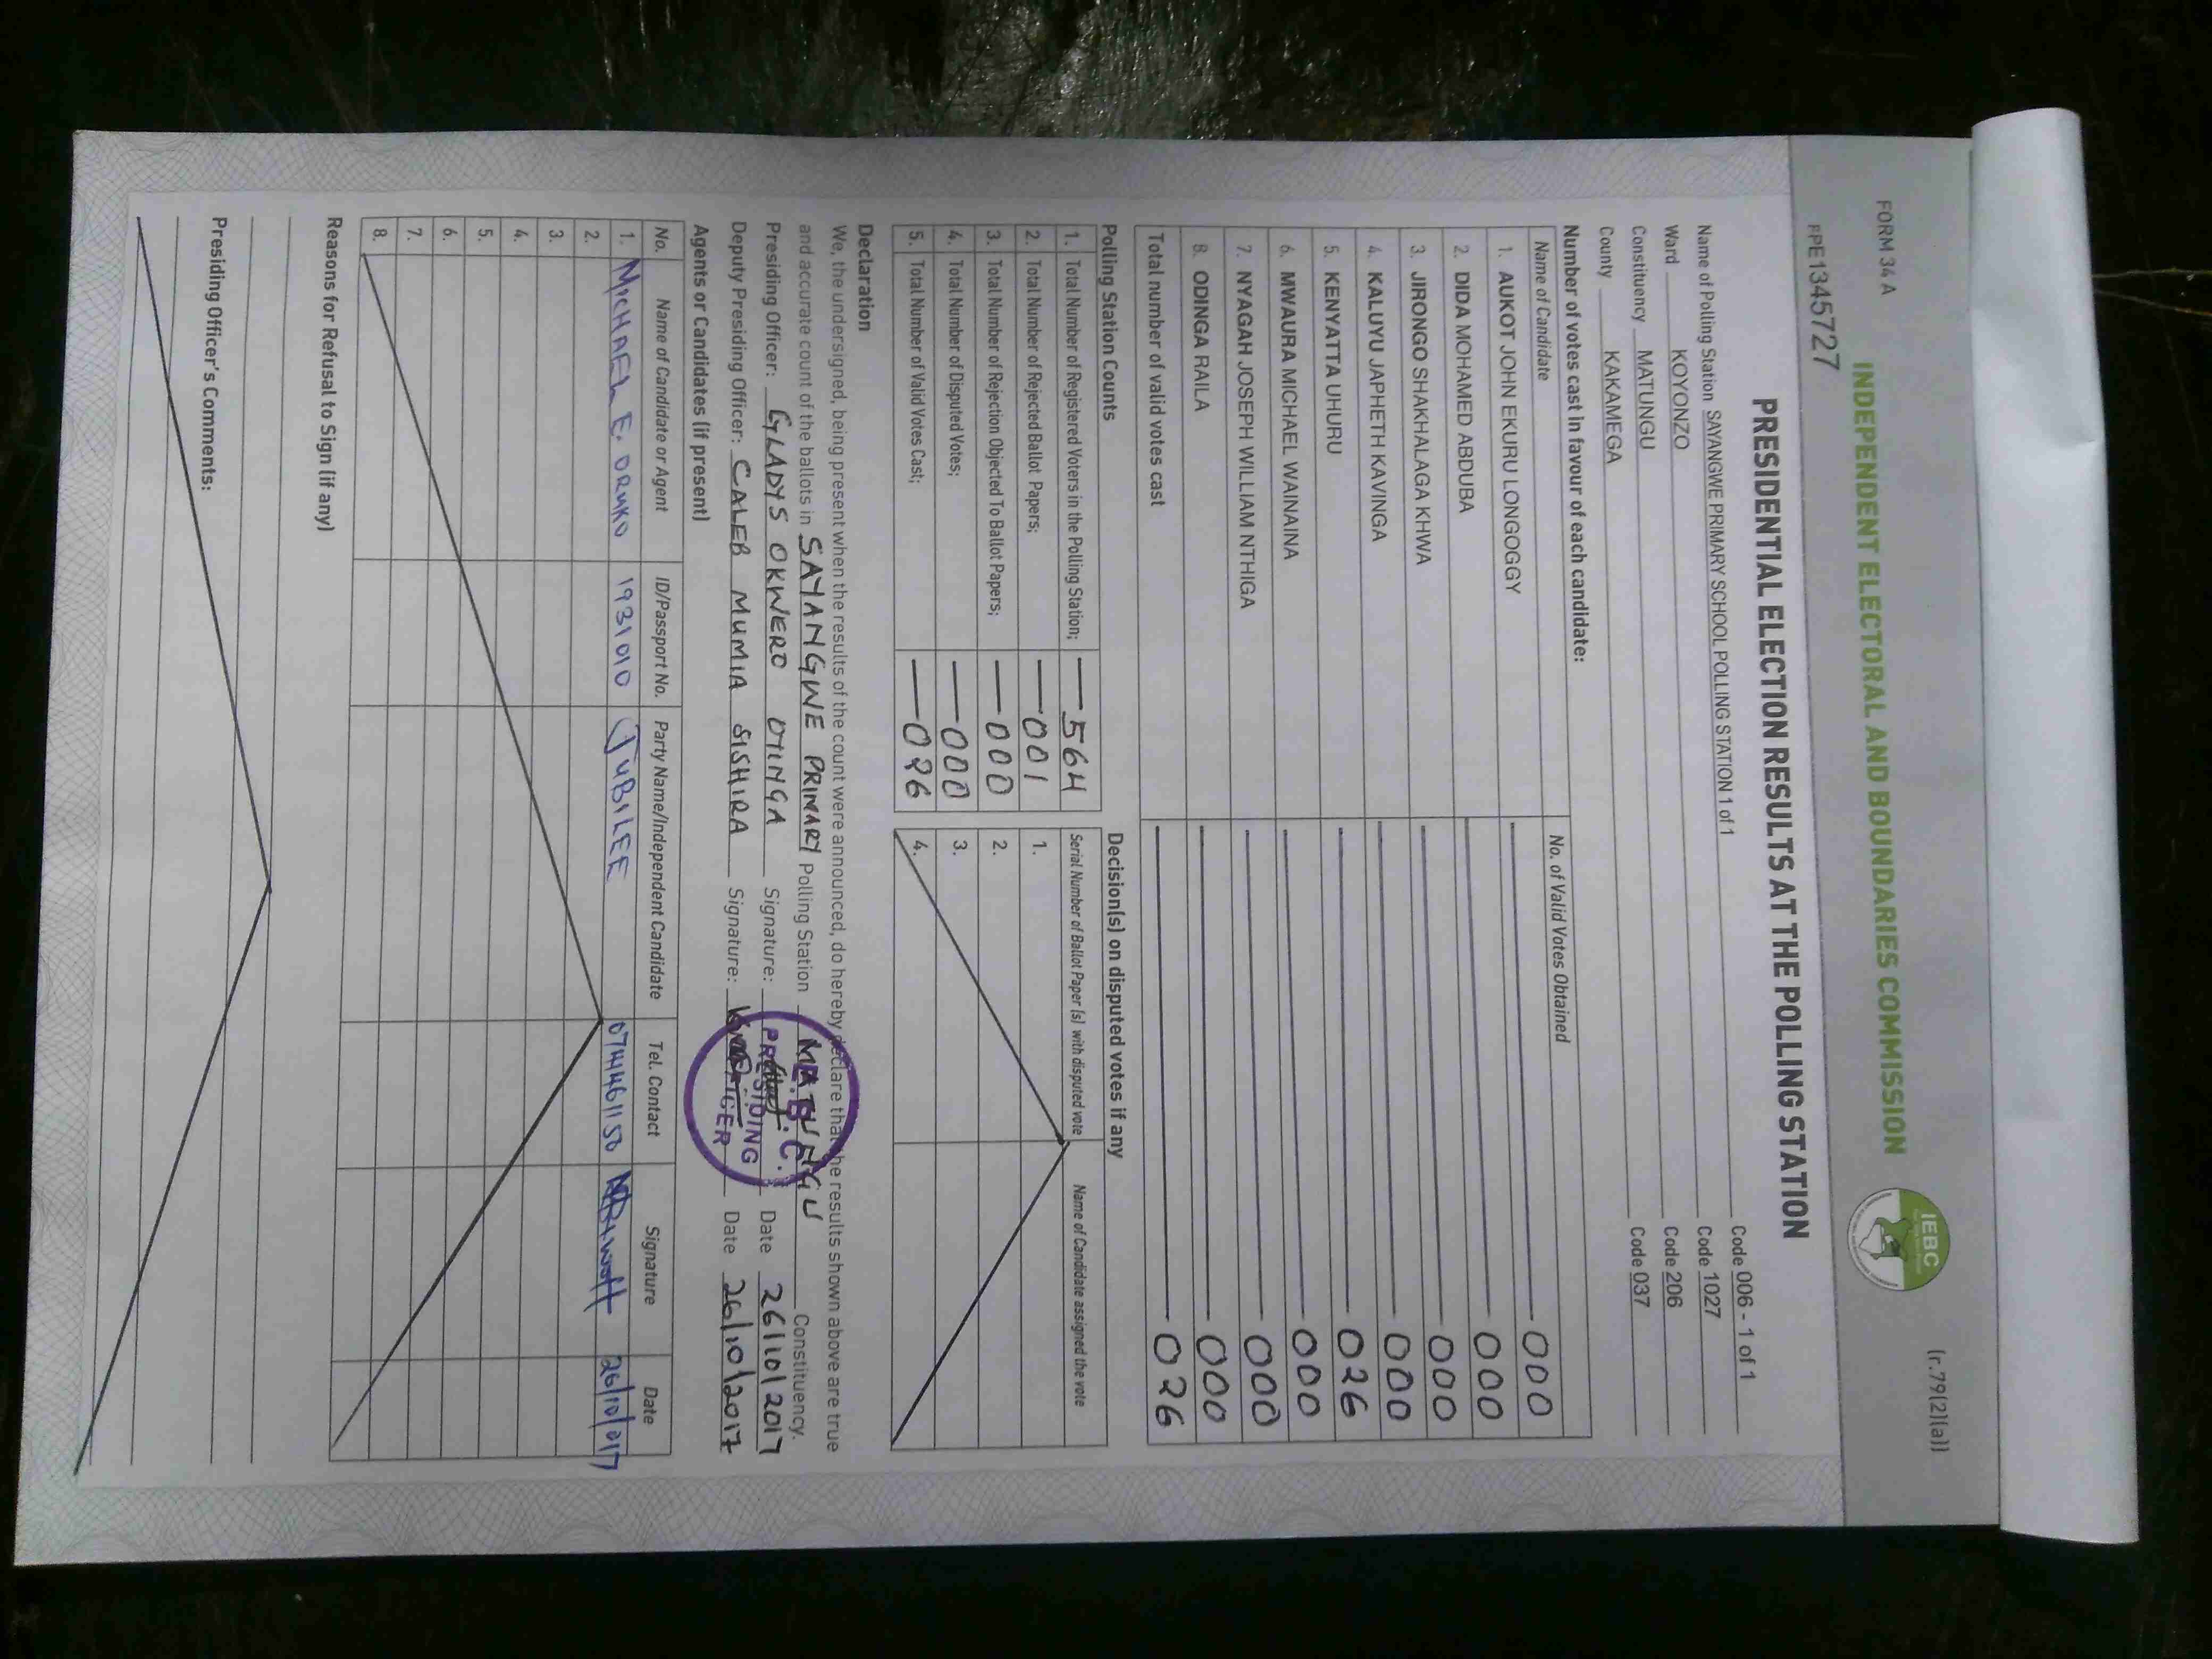 FORM 34 A
(r.79(2)(a))
INDEPENDENT ELECTORAL AND BOUNDARIES COMMISSION
IEBC
FPE1345727
PRESIDENTIAL ELECTION RESULTS AT THE POLLING STATION
Name of Polling Station SAYANGWE PRIMARY SCHOOL POLLING STATION 1 of 1 Code 006 - 1 of 1
Ward KOYONZO Code 1027
Constituency MATUNGU Code 206
County KAKAMEGA Code 037
Number of votes cast in favour of each candidate:
Name of Candidate No. of Valid Votes Obtained
1. AUKOT JOHN EKURU LONGOGGY 000
2. DIDA MOHAMED ABDUBA 000
3. JIRONGO SHAKHALAGA KHWA 000
4. KALUYU JAPHETH KAVINGA 000
5. KENYATTA UHURU 026
6. MWAURA MICHAEL WAINAINA 000
7. NYAGAH JOSEPH WILLIAM NTHIGA 000
8. ODINGA RAILA 000
Total number of valid votes cast 026
Polling Station Counts Decision(s) on disputed votes if any
1. Total Number of Registered Voters in the Polling Station; 564 Serial Number of Ballot Paper (s) with disputed vote Name of Candidate assigned the vote
2. Total Number of Rejected Ballot Papers; 001 1.
3. Total Number of Rejection Objected To Ballot Papers; 000 2.
4. Total Number of Disputed Votes; 000 3.
5. Total Number of Valid Votes Cast; 026 4.
Declaration
We, the undersigned, being present when the results of the count were announced, do hereby declare that the results shown above are true
and accurate count of the ballots in SAYANGWE PRIMARY Polling Station MATUNGU Constituency.
Presiding Officer: GLADYS OKWERO OTINGA Signature: Date 26/10/2017
Deputy Presiding Officer: CALEB MUMIA SISHIRA Signature: Date 26/10/2017
I.E.B.C.
PRESIDING
OFFICER
Agents or Candidates (if present)
No. Name of Candidate or Agent ID/Passport No. Party Name/Independent Candidate Tel. Contact Signature Date
1. MICHAEL E. ORUKO 1931010 JUBILEE 0714461150 26/10/017
2.
3.
4.
5.
6.
7.
8.
Reasons for Refusal to Sign (if any)
Presiding Officer's Comments: